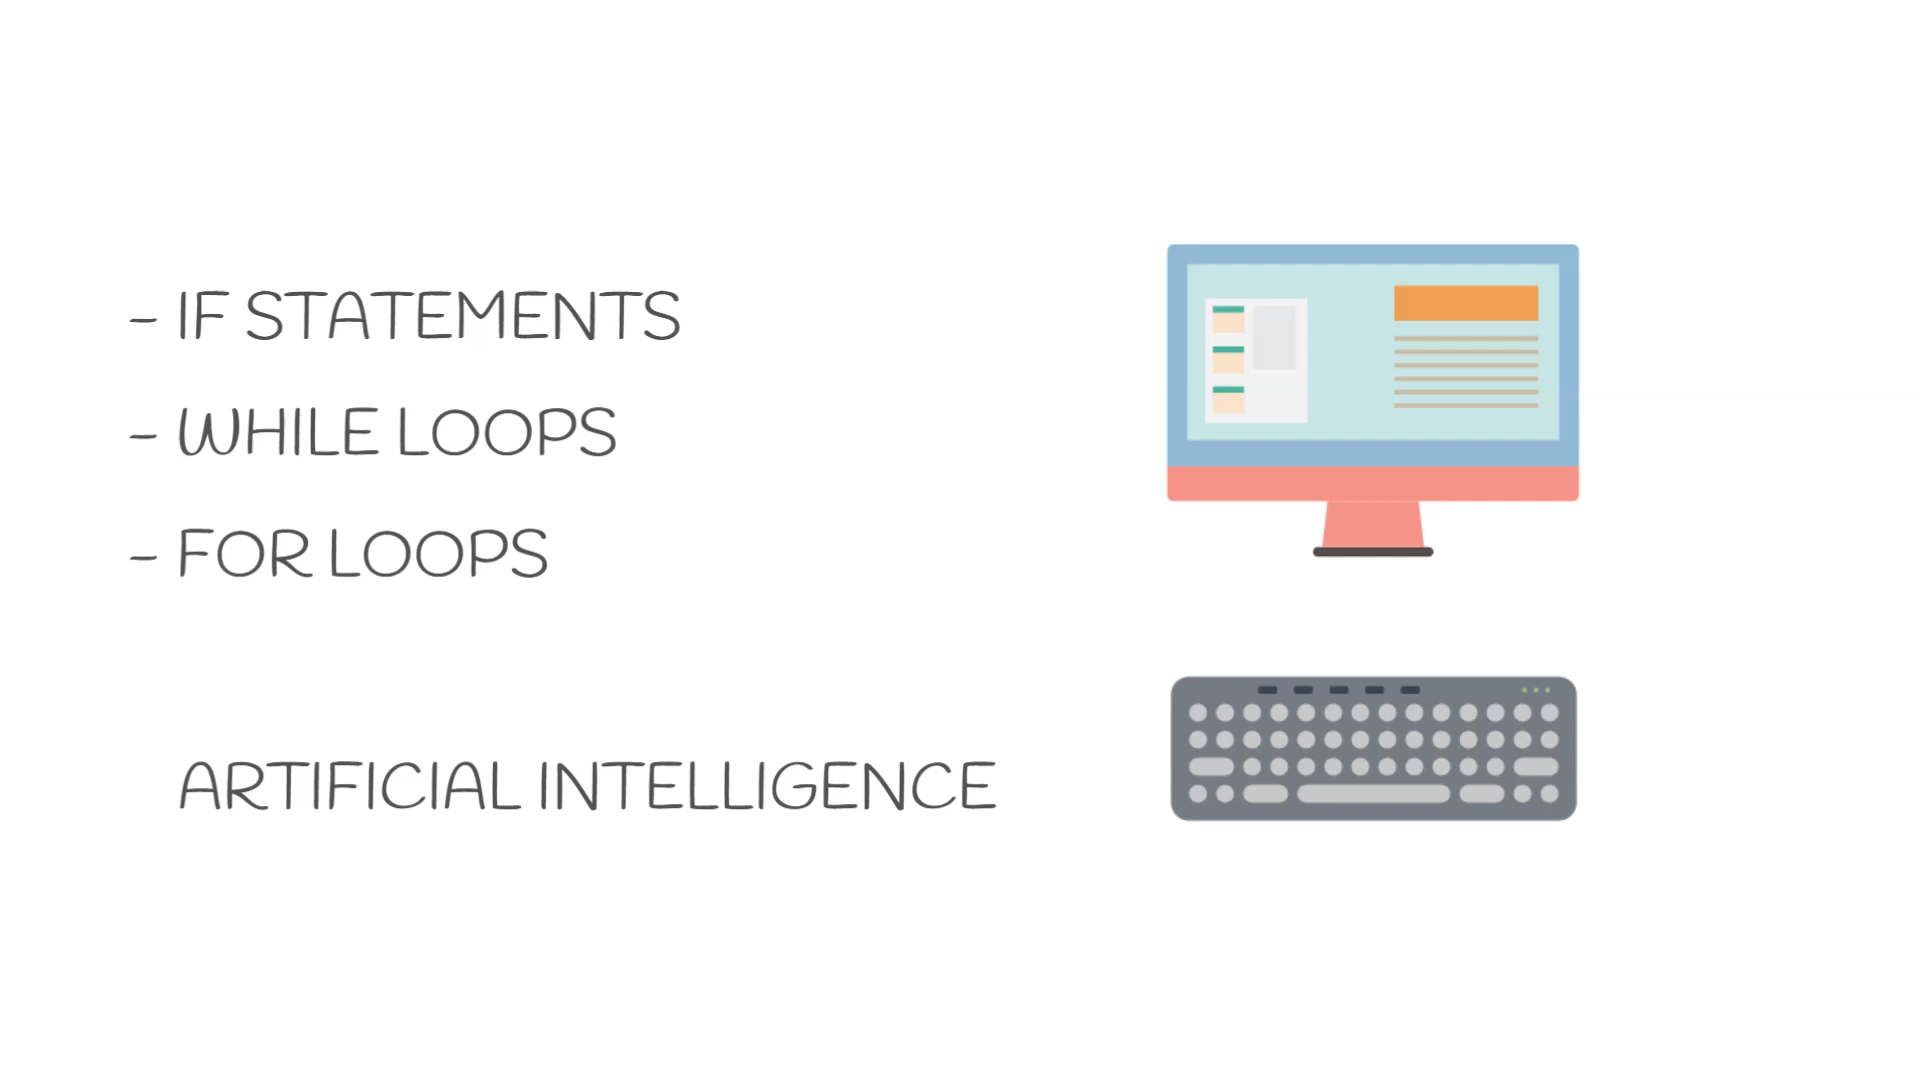 - IF STATEMENTS
- WHILE LOOPS
- FOR LOOPS
ARTIFICIAL INTELLIGENCE